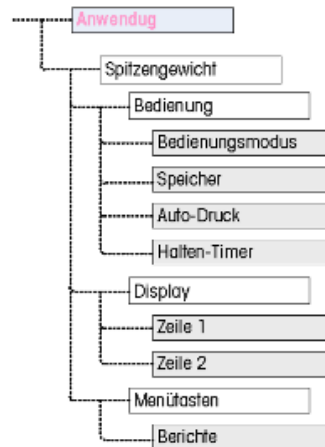 Anwendug
Spitzengewicht
Bedienung
Bedienungsmodus
Speicher
Auto-Druck
Halten-Timer
Display
Zeile 1
Zeile 2
Menütasten
Berichte